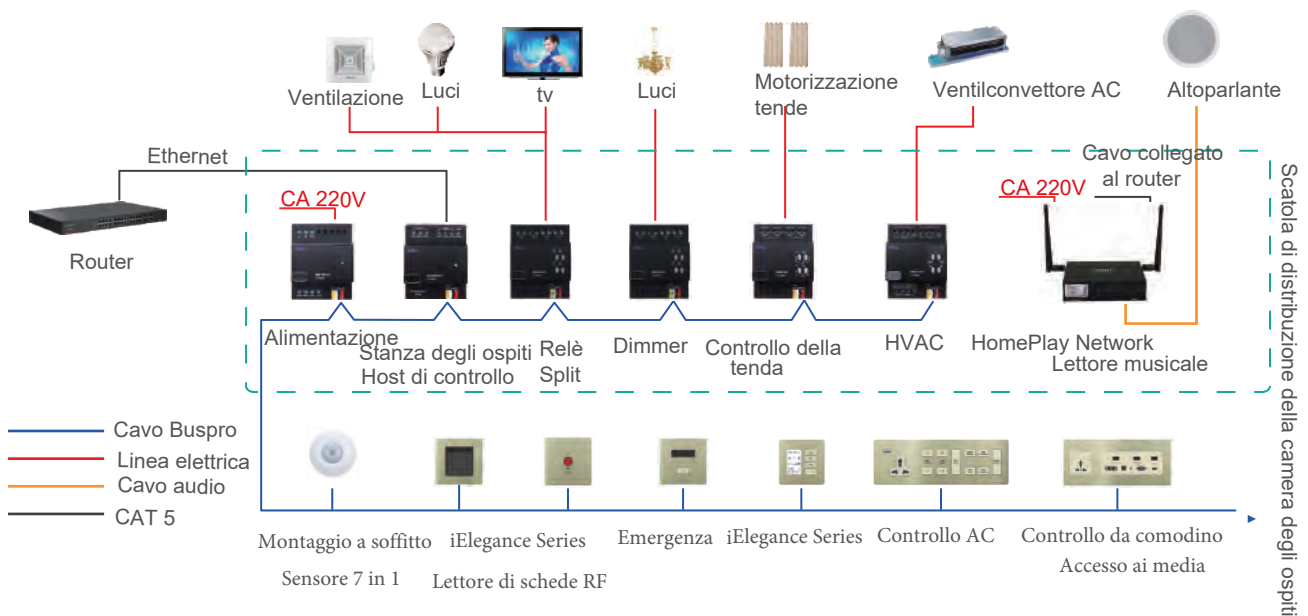 Ventilazione
Luci
tv
Luci
Motorizzazione
tende
Ventilconvettore AC
Altoparlante
Ethernet
Router
CA 220V
CA 220V
Cavo collegato
al router
Alimentazione
Stanza degli ospiti
Host di controllo
Relè
Split
Dimmer
Controllo della
tenda
HVAC
HomePlay Network
Lettore musicale
Scatola di distribuzione della camera degli ospiti
Cavo Buspro
Linea elettrica
Cavo audio
CAT 5
Montaggio a soffitto
Sensore 7 in 1
iElegance Series
Lettore di schede RF
Emergenza
iElegance Series
Controllo AC
Controllo da comodino
Accesso ai media